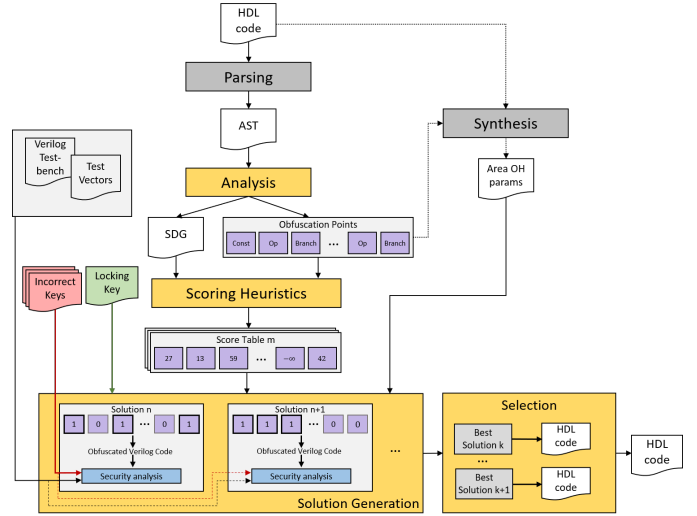 HDL
code
Parsing
AST
Synthesis
Verilog
Test-
bench
Test
Vectors
Area OH
params
Analysis
SDG
Obfuscation Points
Const
Op
Branch
...
Op
Branch
Incorrect
Keys
Locking
Key
Scoring Heuristics
Score Table m
27
13
59
...
-∞
42
Solution n
1
0
1
...
0
1
Obfuscated Verilog Code
Security analysis
Solution n+1
1
1
1
...
0
0
Obfuscated Verilog Code
Security analysis
...
Solution Generation
Selection
Best
Solution k
HDL
code
...
Best
Solution k+1
HDL
code
HDL
code